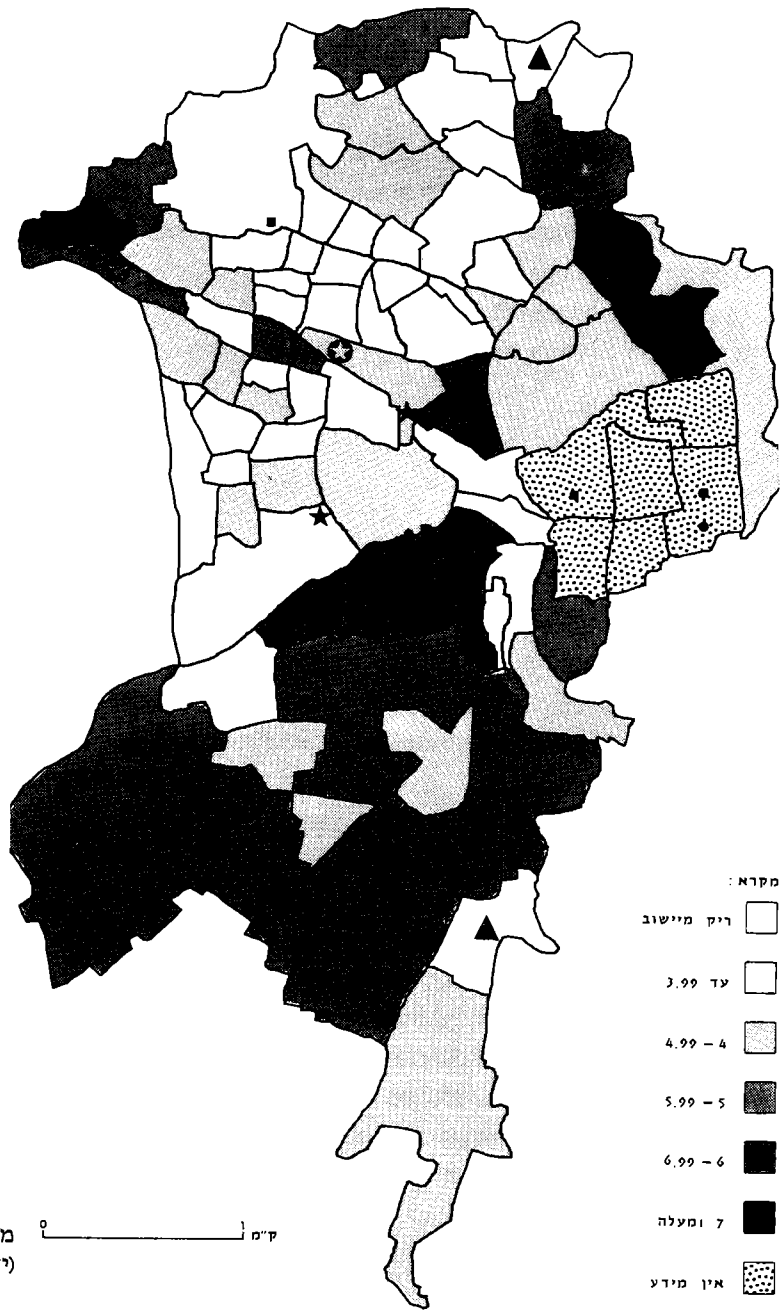 מקרא :
ריק מיישוב
עד 3.99
4 – 4.99
5 – 5.99
6 – 6.99
7 ומעלה
אין מידע
0 1 ק"מ